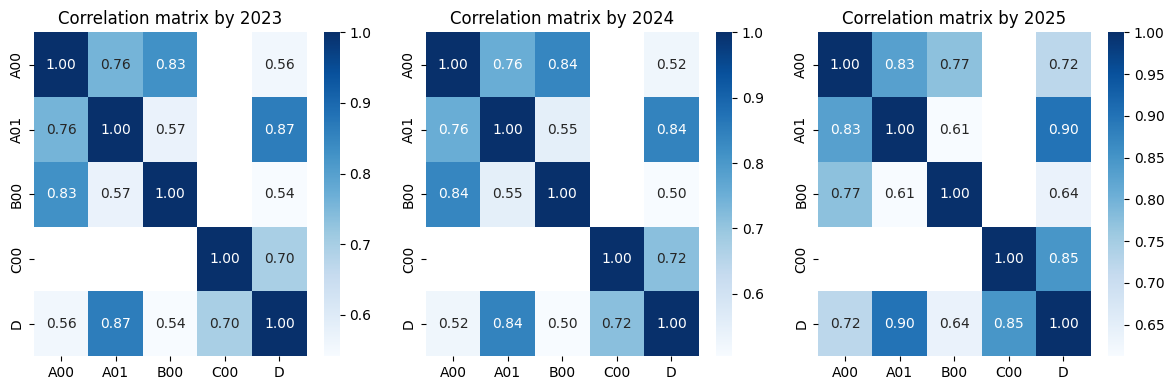 Correlation matrix by 2023
A00 1.00 0.76 0.83 0.56
A01 0.76 1.00 0.57 0.87
B00 0.83 0.57 1.00 0.54
C00 1.00 0.70
D 0.56 0.87 0.54 0.70 1.00
A00 A01 B00 C00 D
1.0
0.9
0.8
0.7
0.6
Correlation matrix by 2024
A00 1.00 0.76 0.84 0.52
A01 0.76 1.00 0.55 0.84
B00 0.84 0.55 1.00 0.50
C00 1.00 0.72
D 0.52 0.84 0.50 0.72 1.00
A00 A01 B00 C00 D
1.0
0.9
0.8
0.7
0.6
Correlation matrix by 2025
A00 1.00 0.83 0.77 0.72
A01 0.83 1.00 0.61 0.90
B00 0.77 0.61 1.00 0.64
C00 1.00 0.85
D 0.72 0.90 0.64 0.85 1.00
A00 A01 B00 C00 D
1.00
0.95
0.90
0.85
0.80
0.75
0.70
0.65